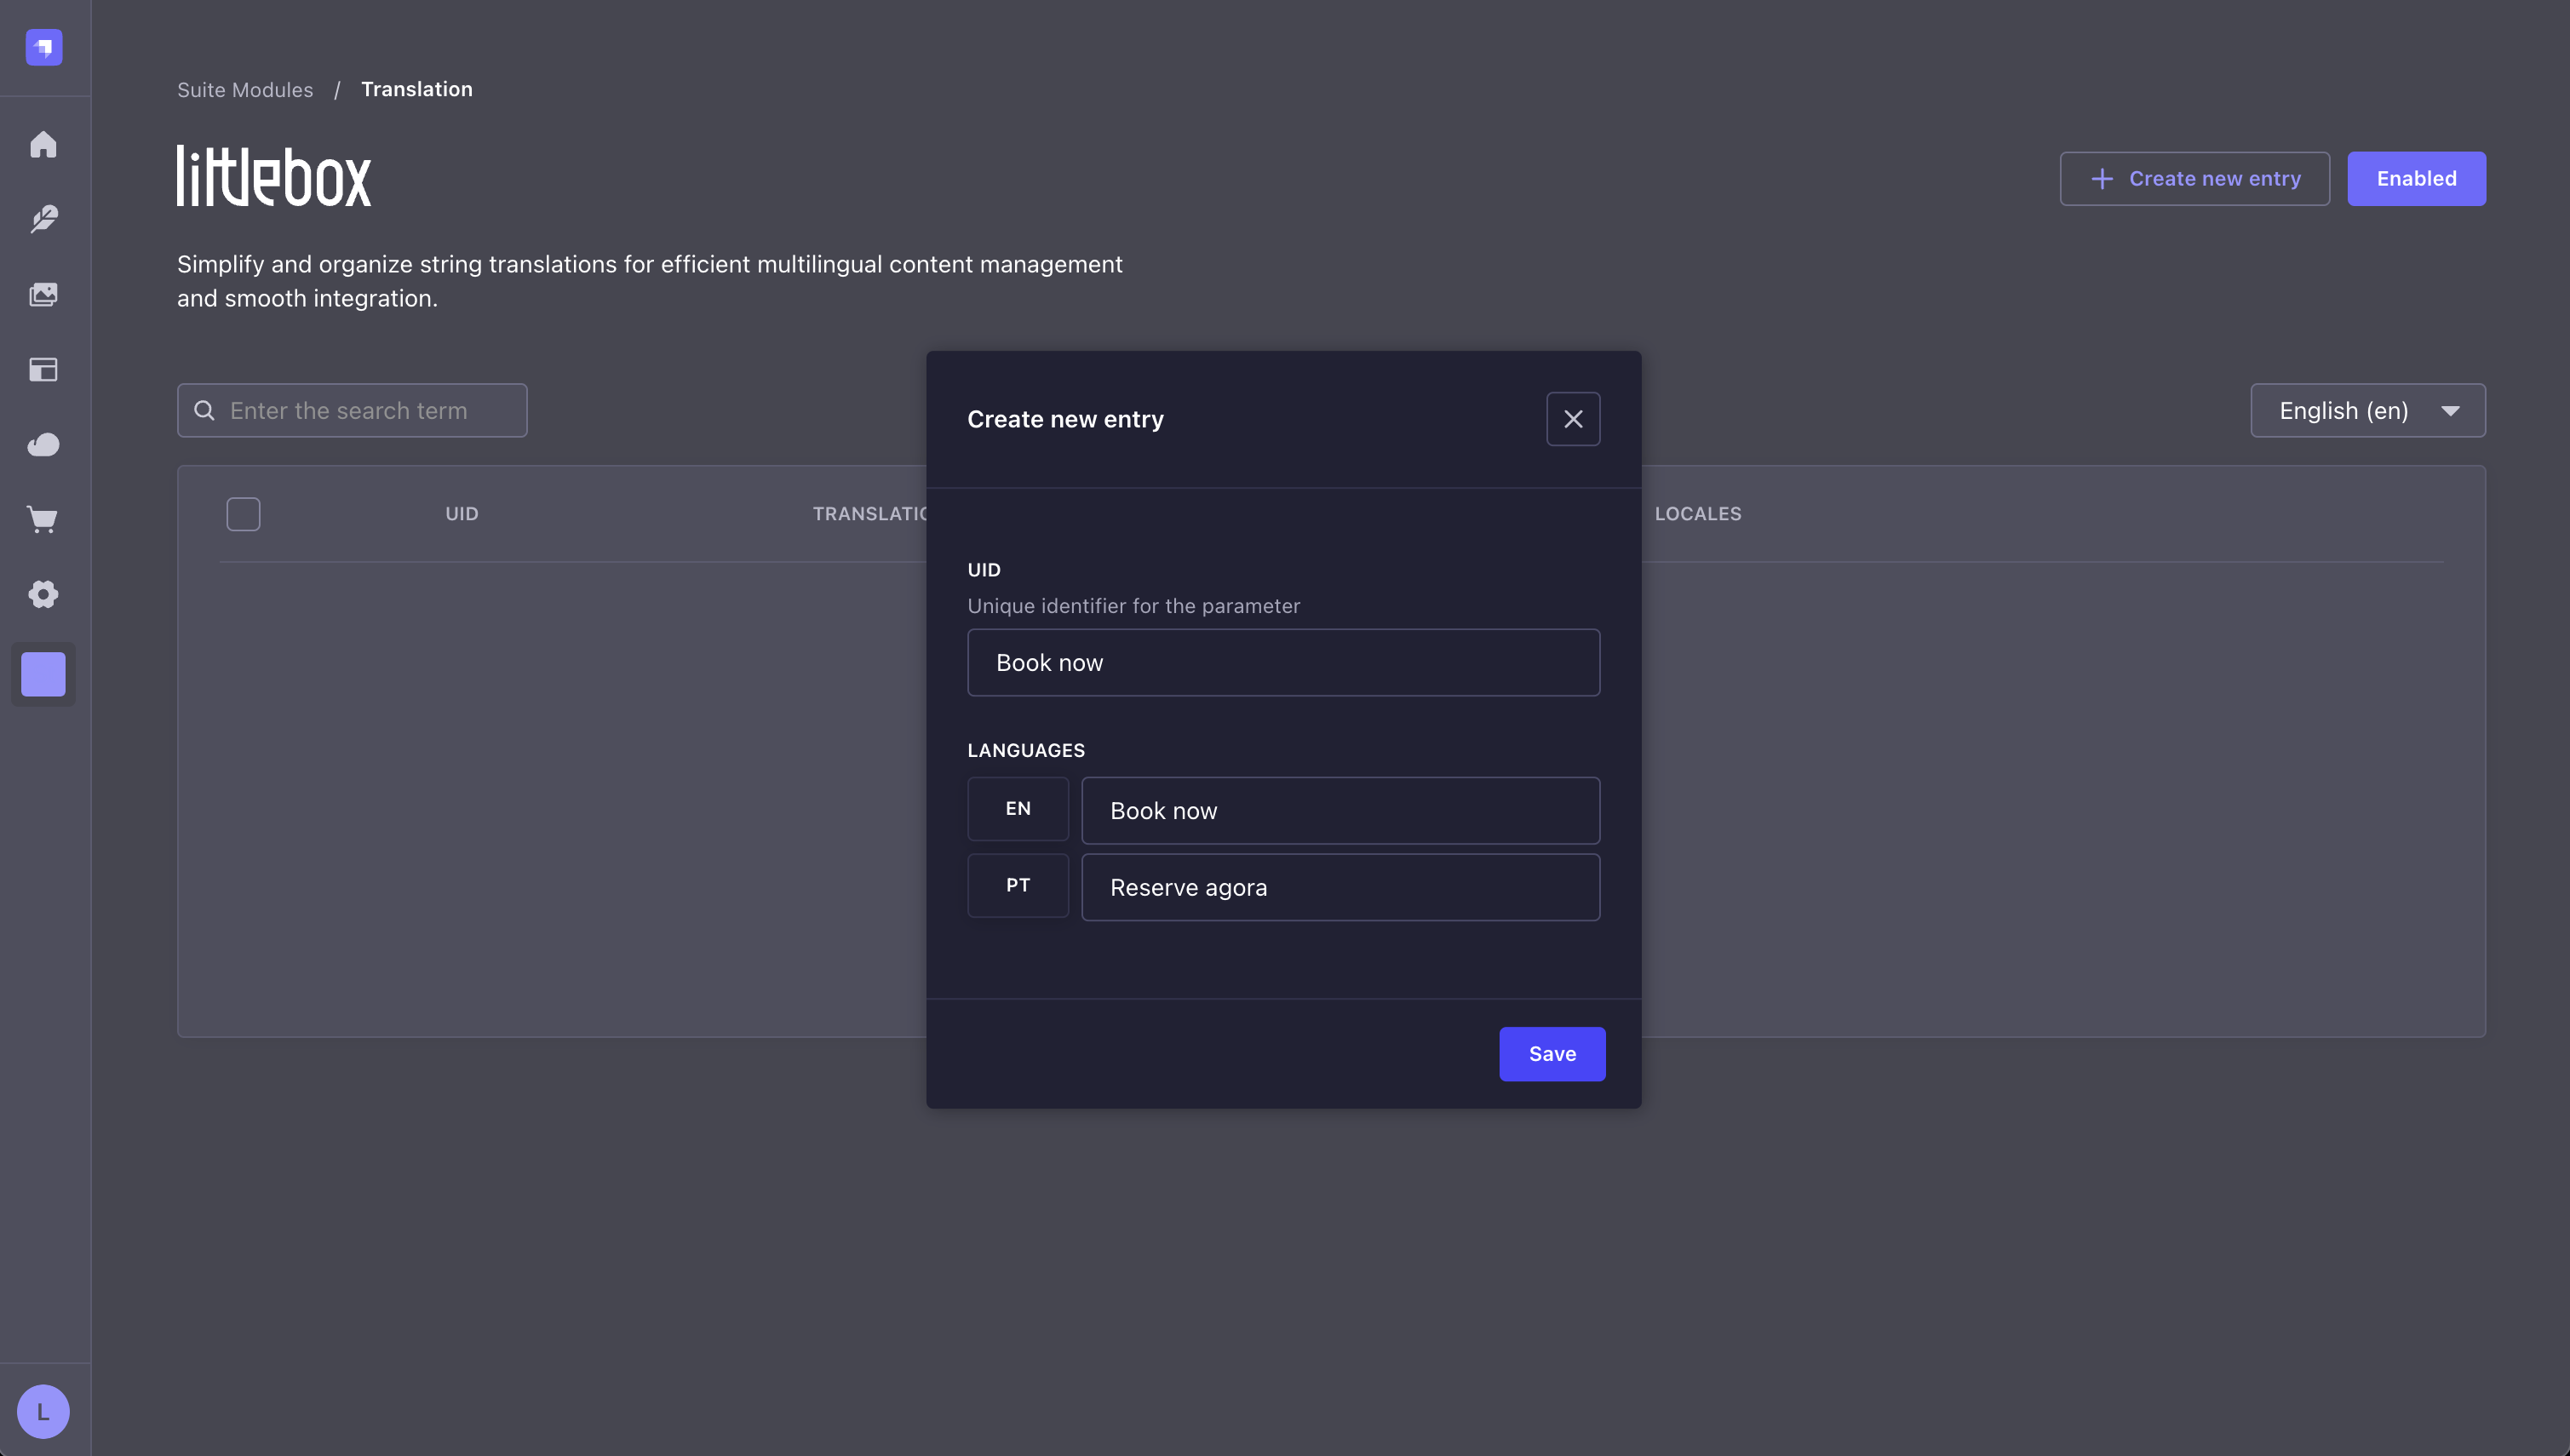 Suite Modules / Translation
littlebox
+ Create new entry
Enabled
Simplify and organize string translations for efficient multilingual content management
and smooth integration.
Enter the search term
English (en)
UID
LOCALES
Create new entry
UID
Unique identifier for the parameter
Book now
LANGUAGES
EN
Book now
PT
Reserve agora
Save
L